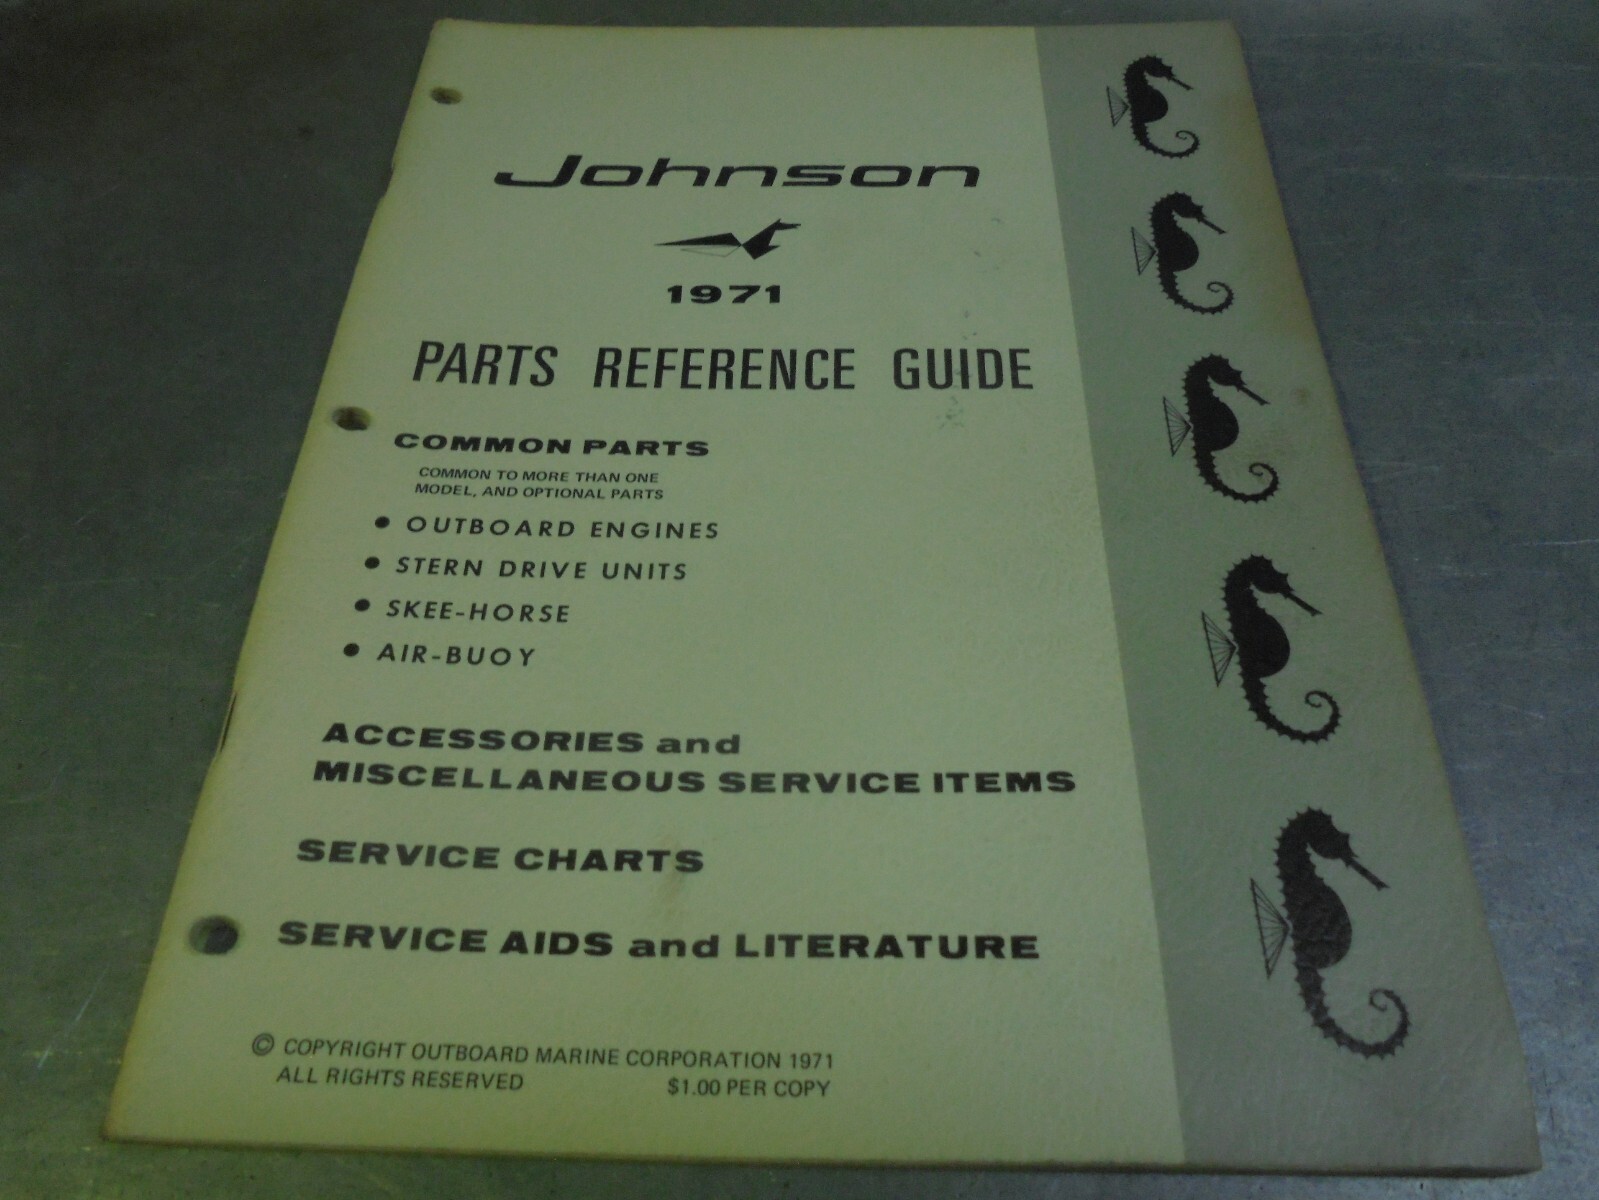 Johnson
1971
PARTS REFERENCE GUIDE
COMMON PARTS
COMMON TO MORE THAN ONE
MODEL, AND OPTIONAL PARTS
• OUTBOARD ENGINES
• STERN DRIVE UNITS
• SKEE-HORSE
• AIR-BUOY
ACCESSORIES and
MISCELLANEOUS SERVICE ITEMS
SERVICE CHARTS
SERVICE AIDS and LITERATURE
© COPYRIGHT OUTBOARD MARINE CORPORATION 1971
ALL RIGHTS RESERVED $1.00 PER COPY